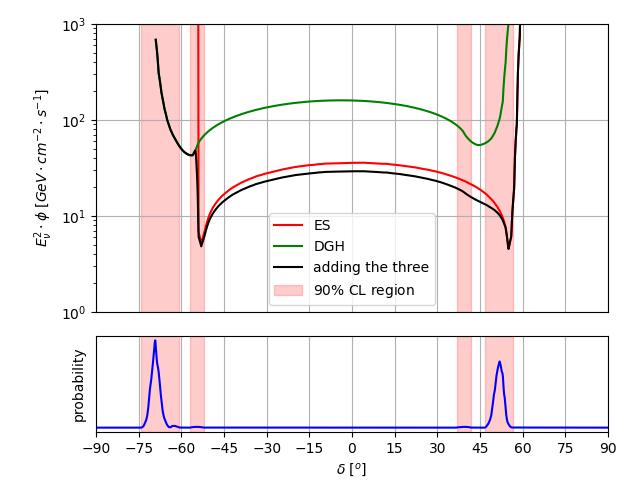 10³
10²
10¹
10⁰
E²ᵥ · ϕ [GeV · cm⁻² · s⁻¹]
ES
DGH
adding the three
90% CL region
probability
−90 −75 −60 −45 −30 −15 0 15 30 45 60 75 90
δ [°]